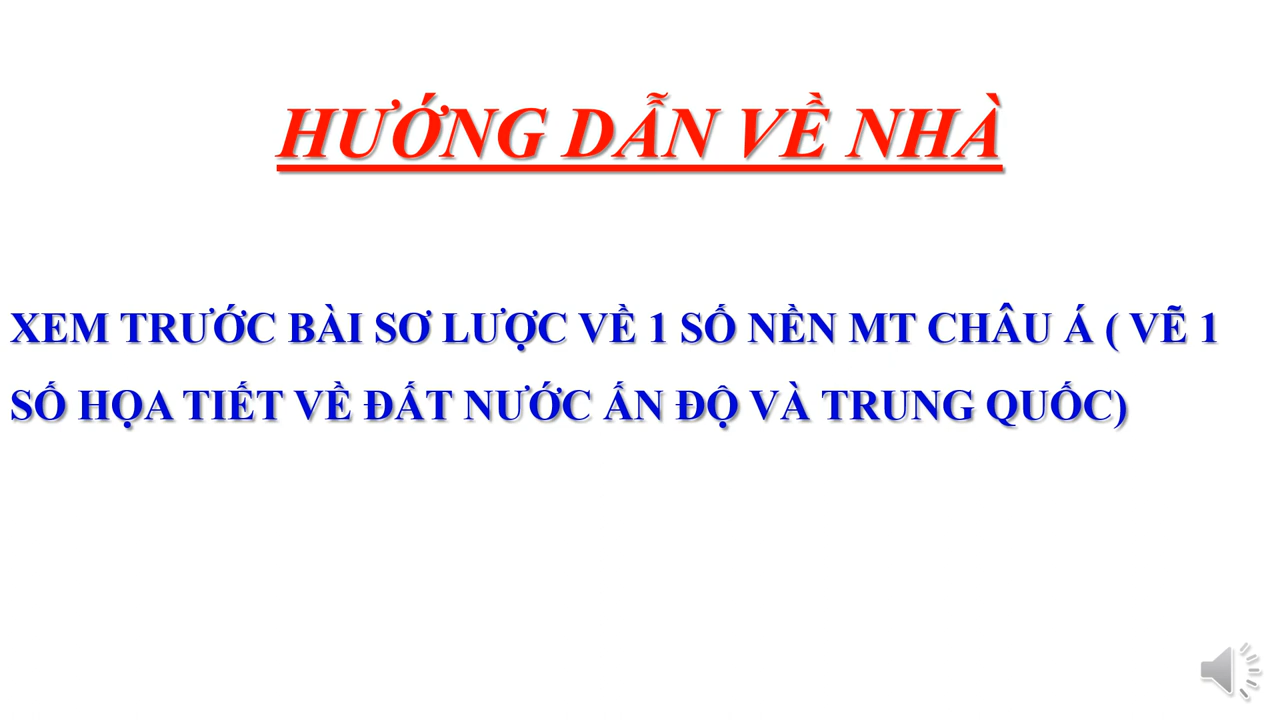 HƯỚNG DẪN VỀ NHÀ
XEM TRƯỚC BÀI SƠ LƯỢC VỀ 1 SỐ NỀN MT CHÂU Á ( VẼ 1
SỐ HỌA TIẾT VỀ ĐẤT NƯỚC ẤN ĐỘ VÀ TRUNG QUỐC)